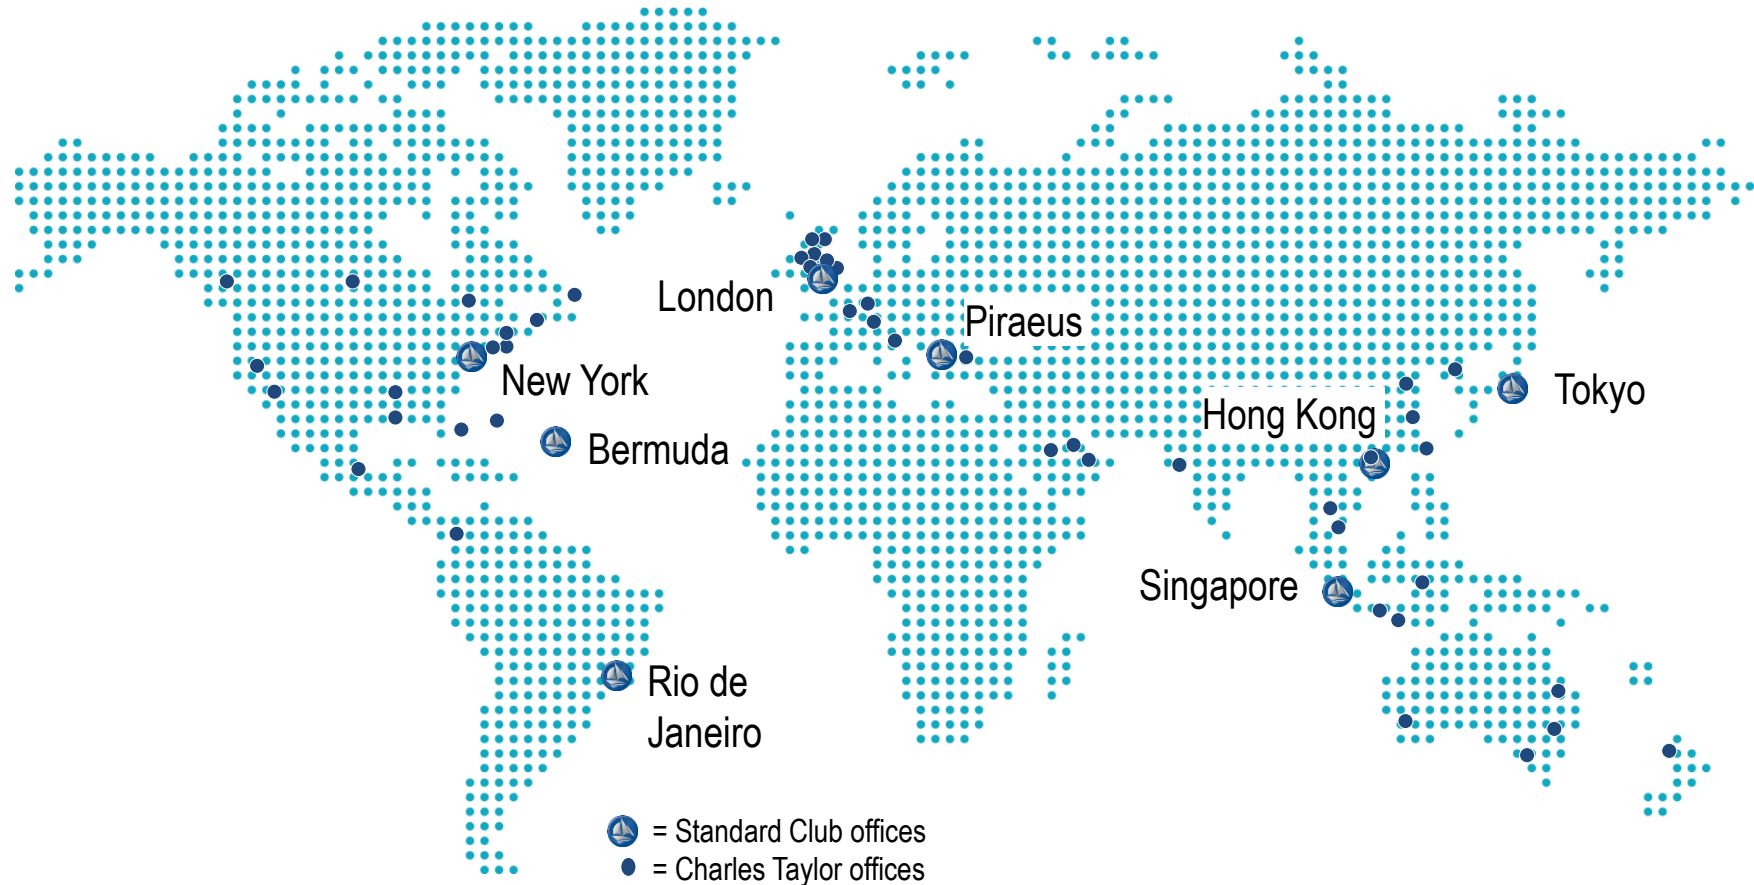 London
Piraeus
New York
Tokyo
Hong Kong
Bermuda
Singapore
Rio de
Janeiro
= Standard Club offices
= Charles Taylor offices